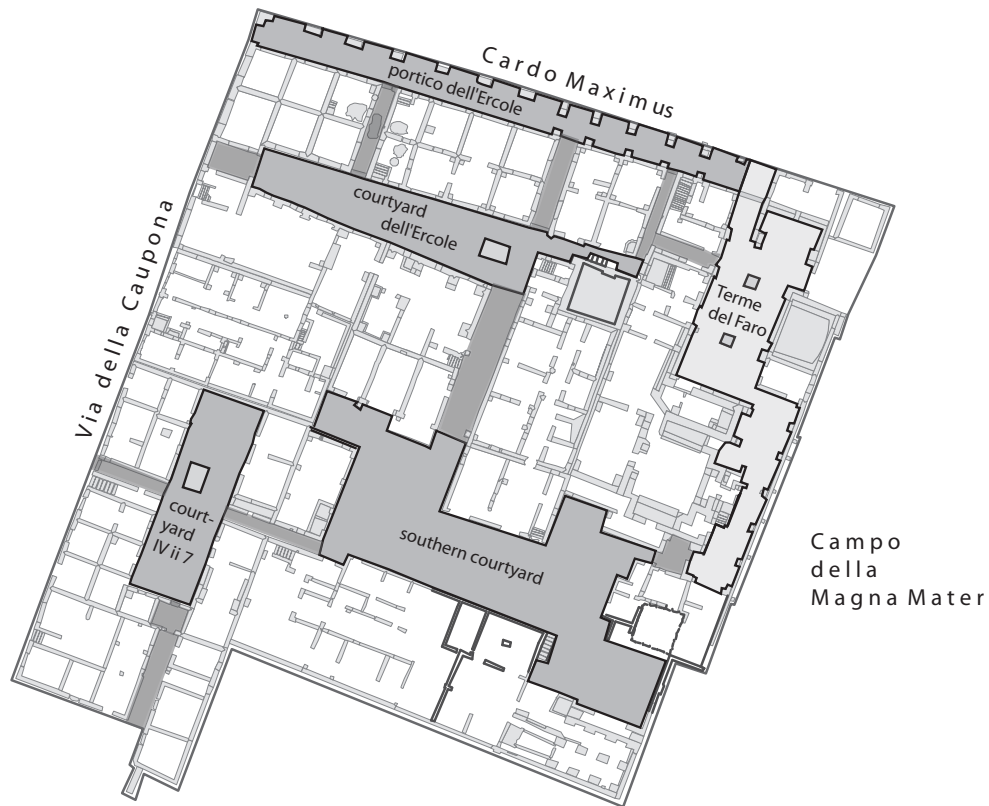 Cardo Maximus
portico dell'Ercole
courtyard
dell'Ercole
Via della Caupona
Terme
del Faro
court-
yard
IV ii 7
southern courtyard
Campo
della
Magna Mater